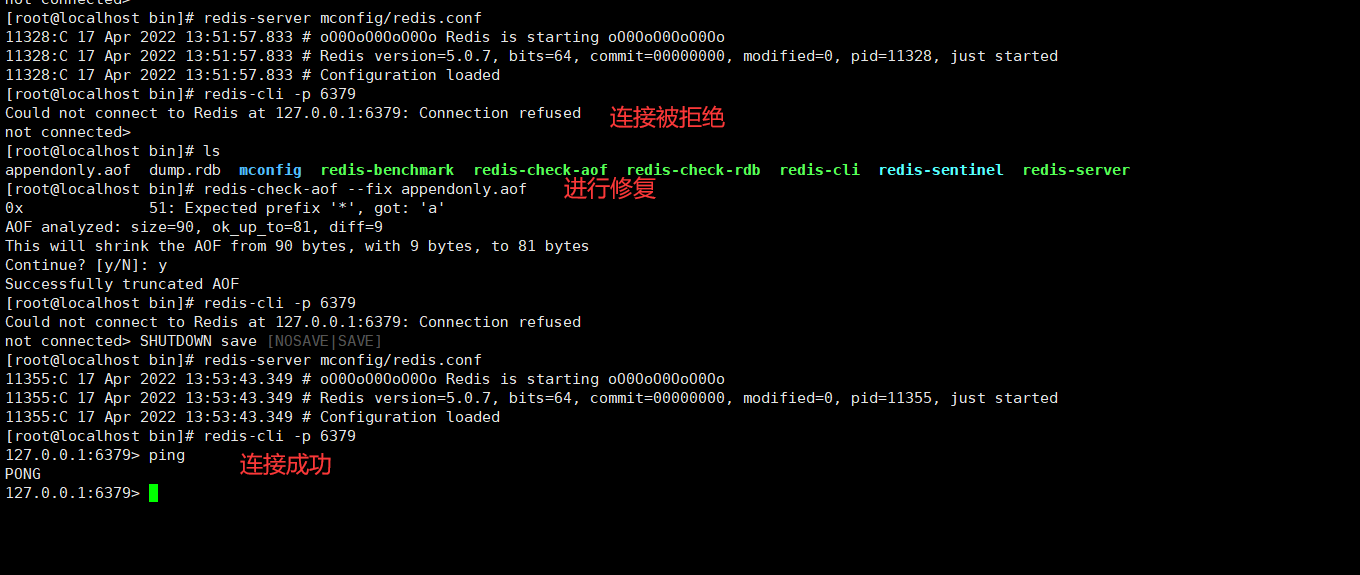 not connected>
[root@localhost bin]# redis-server mconfig/redis.conf
11328:C 17 Apr 2022 13:51:57.833 # oO0OoO0OoO0Oo Redis is starting oO0OoO0OoO0Oo
11328:C 17 Apr 2022 13:51:57.833 # Redis version=5.0.7, bits=64, commit=00000000, modified=0, pid=11328, just started
11328:C 17 Apr 2022 13:51:57.833 # Configuration loaded
[root@localhost bin]# redis-cli -p 6379
Could not connect to Redis at 127.0.0.1:6379: Connection refused 连接被拒绝
not connected>
[root@localhost bin]# ls
appendonly.aof dump.rdb mconfig redis-benchmark redis-check-aof redis-check-rdb redis-cli redis-sentinel redis-server
[root@localhost bin]# redis-check-aof --fix appendonly.aof 进行修复
0x 51: Expected prefix '*', got: 'a'
AOF analyzed: size=90, ok_up_to=81, diff=9
This will shrink the AOF from 90 bytes, with 9 bytes, to 81 bytes
Continue? [y/N]: y
Successfully truncated AOF
[root@localhost bin]# redis-cli -p 6379
Could not connect to Redis at 127.0.0.1:6379: Connection refused
not connected> SHUTDOWN save [NOSAVE|SAVE]
[root@localhost bin]# redis-server mconfig/redis.conf
11355:C 17 Apr 2022 13:53:43.349 # oO0OoO0OoO0Oo Redis is starting oO0OoO0OoO0Oo
11355:C 17 Apr 2022 13:53:43.349 # Redis version=5.0.7, bits=64, commit=00000000, modified=0, pid=11355, just started
11355:C 17 Apr 2022 13:53:43.349 # Configuration loaded
[root@localhost bin]# redis-cli -p 6379
127.0.0.1:6379> ping
连接成功
PONG
127.0.0.1:6379>